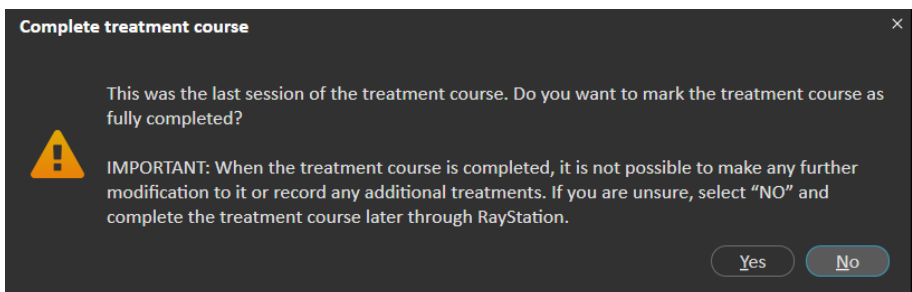 Complete treatment course
This was the last session of the treatment course. Do you want to mark the treatment course as
fully completed?
IMPORTANT: When the treatment course is completed, it is not possible to make any further
modification to it or record any additional treatments. If you are unsure, select “NO” and
complete the treatment course later through RayStation.
Yes No